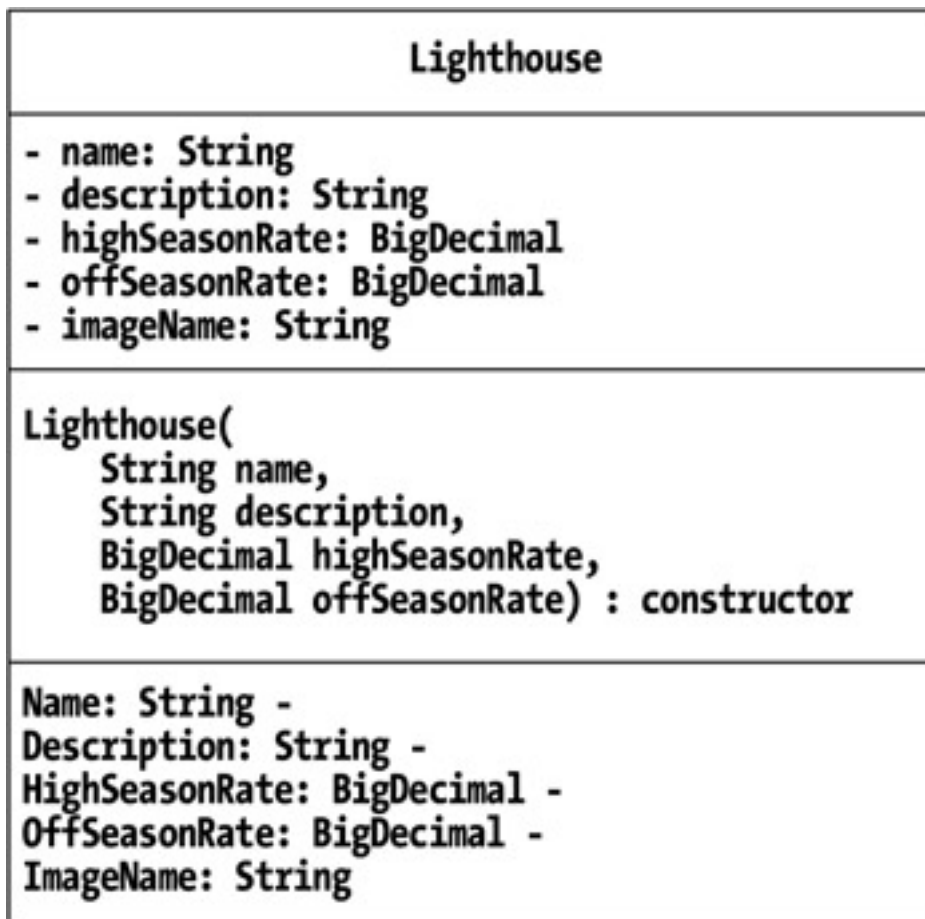 Lighthouse
- name: String
- description: String
- highSeasonRate: BigDecimal
- offSeasonRate: BigDecimal
- imageName: String
Lighthouse(
String name,
String description,
BigDecimal highSeasonRate,
BigDecimal offSeasonRate) : constructor
Name: String -
Description: String -
HighSeasonRate: BigDecimal -
OffSeasonRate: BigDecimal -
ImageName: String